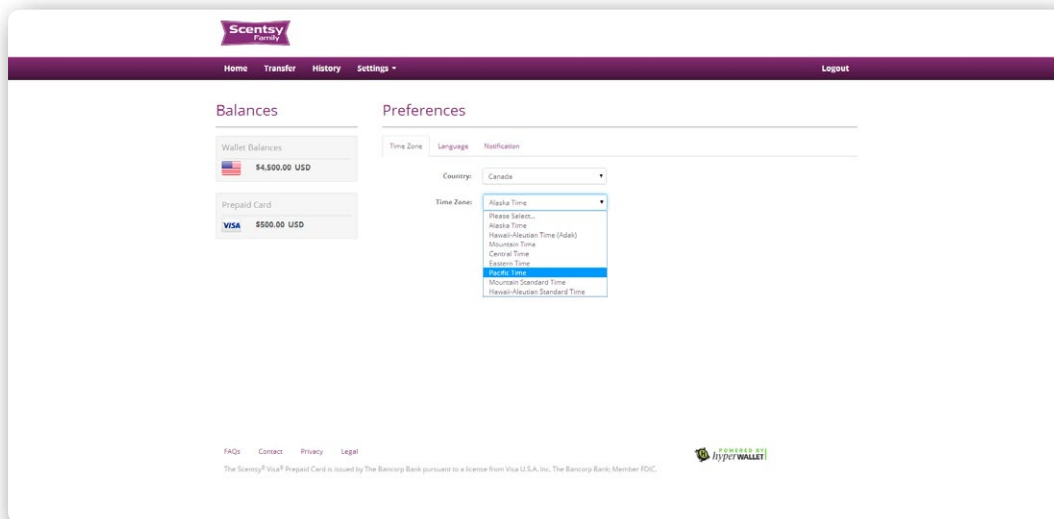 Scentsy
Family
Home Transfer History Settings
Logout
Balances
Wallet Balances
$4,500.00 USD
Prepaid Card
VISA $500.00 USD
Preferences
Time Zone Language Notification
Country: Canada
Time Zone: Alaska Time
Please Select...
Alaska Time
Hawaii-Aleutian Time (Adak)
Mountain Time
Central Time
Eastern Time
Pacific Time
Mountain Standard Time
Hawaii-Aleutian Standard Time
FAQs Contact Privacy Legal
POWERED BY
hyperWALLET
The Scentsy® Visa® Prepaid Card is issued by The Bancorp Bank pursuant to a license from Visa U.S.A. Inc. The Bancorp Bank; Member FDIC.